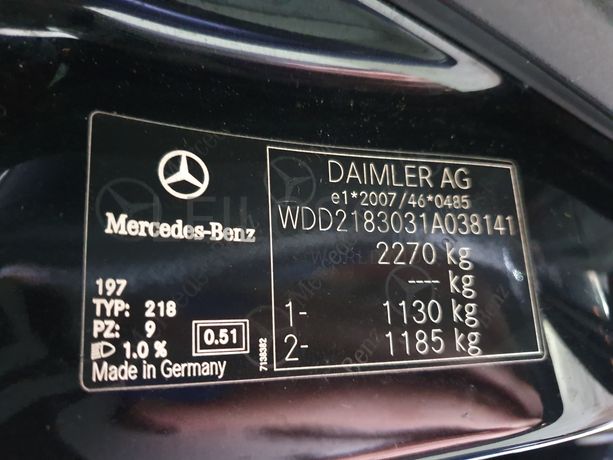 Mercedes-Benz
197
TYP: 218
PZ: 9
1.0 %
0.51
Made in Germany
7138382
DAIMLER AG
e1*2007/46*0485
WDD2183031A038141
2270 kg
---- kg
1- 1130 kg
2- 1185 kg